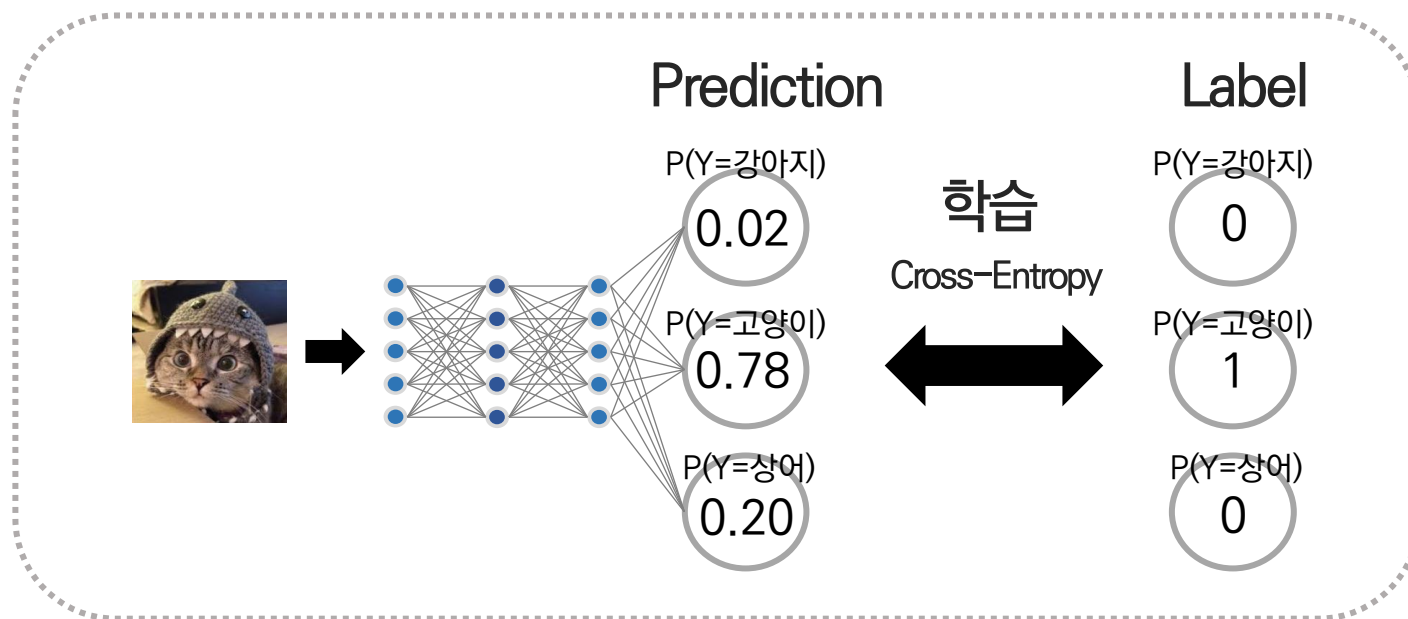 Prediction
Label
P(Y=강아지)
0.02
P(Y=고양이)
0.78
P(Y=상어)
0.20
학습
Cross-Entropy
P(Y=강아지)
0
P(Y=고양이)
1
P(Y=상어)
0